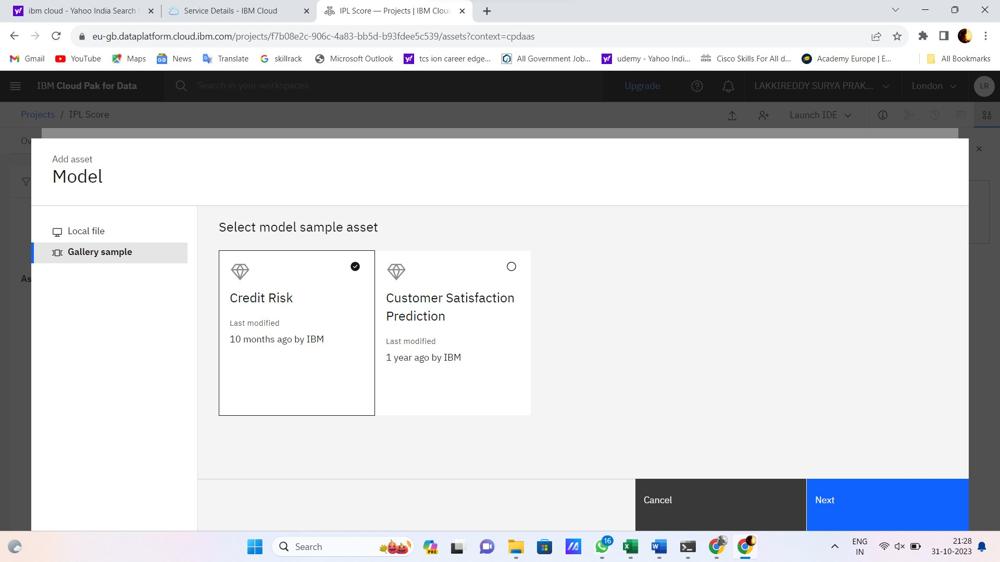 ibm cloud - Yahoo India Search
Service Details - IBM Cloud
IPL Score — Projects | IBM Clou
eu-gb.dataplatform.cloud.ibm.com/projects/f7b08e2c-906c-4a83-bb5d-b93fdee5c539/assets?context=cpdaas
Gmail YouTube Maps News Translate skillrack Microsoft Outlook tcs ion career edge... All Government Job... udemy - Yahoo Indi... Cisco Skills For All d... Academy Europe | E... All Bookmarks
IBM Cloud Pak for Data
Search in your workspaces
Upgrade
LAKKIREDDY SURYA PRAK...
London
LR
Projects / IPL Score
Launch IDE
Ov
Add asset
Model
Local file
Gallery sample
As
Select model sample asset
Credit Risk
Last modified
10 months ago by IBM
Customer Satisfaction
Prediction
Last modified
1 year ago by IBM
Cancel
Next
Search
PRE
16
ENG
IN
21:28
31-10-2023